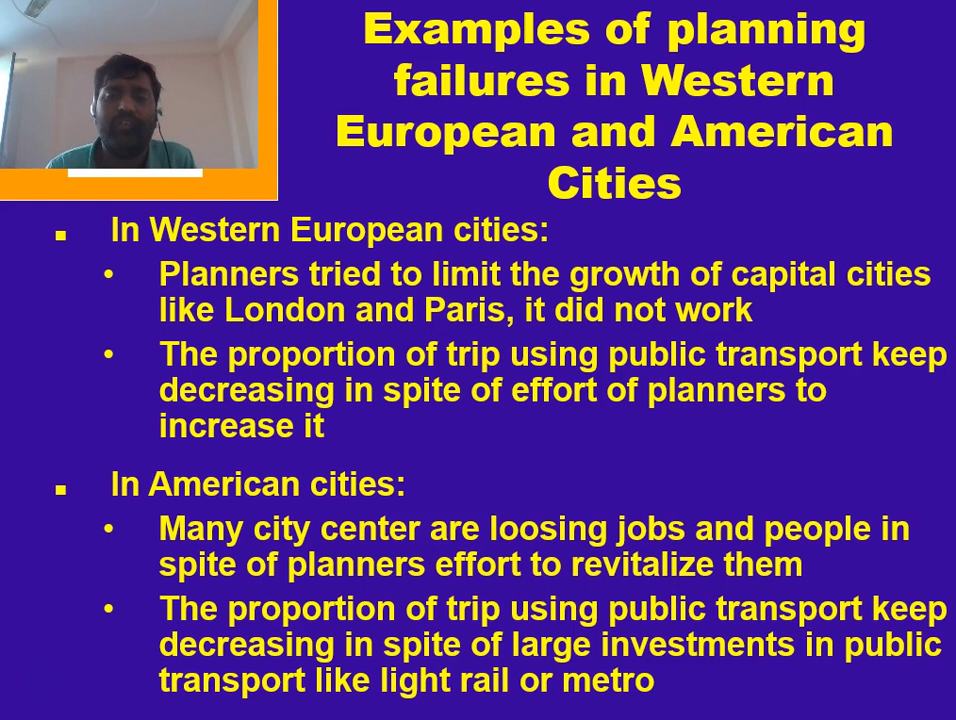 Examples of planning
failures in Western
European and American
Cities
▪ In Western European cities:
• Planners tried to limit the growth of capital cities
like London and Paris, it did not work
• The proportion of trip using public transport keep
decreasing in spite of effort of planners to
increase it
▪ In American cities:
• Many city center are loosing jobs and people in
spite of planners effort to revitalize them
• The proportion of trip using public transport keep
decreasing in spite of large investments in public
transport like light rail or metro